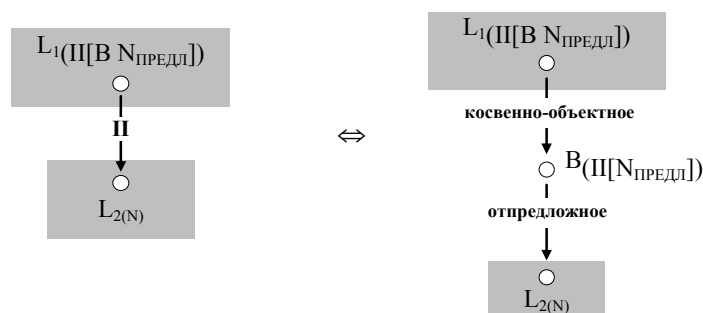 L₁(II[В NПРЕДЛ])
II
L₂(N)
⇔
L₁(II[В NПРЕДЛ])
косвенно-объектное
В(II[NПРЕДЛ])
отпредложное
L₂(N)